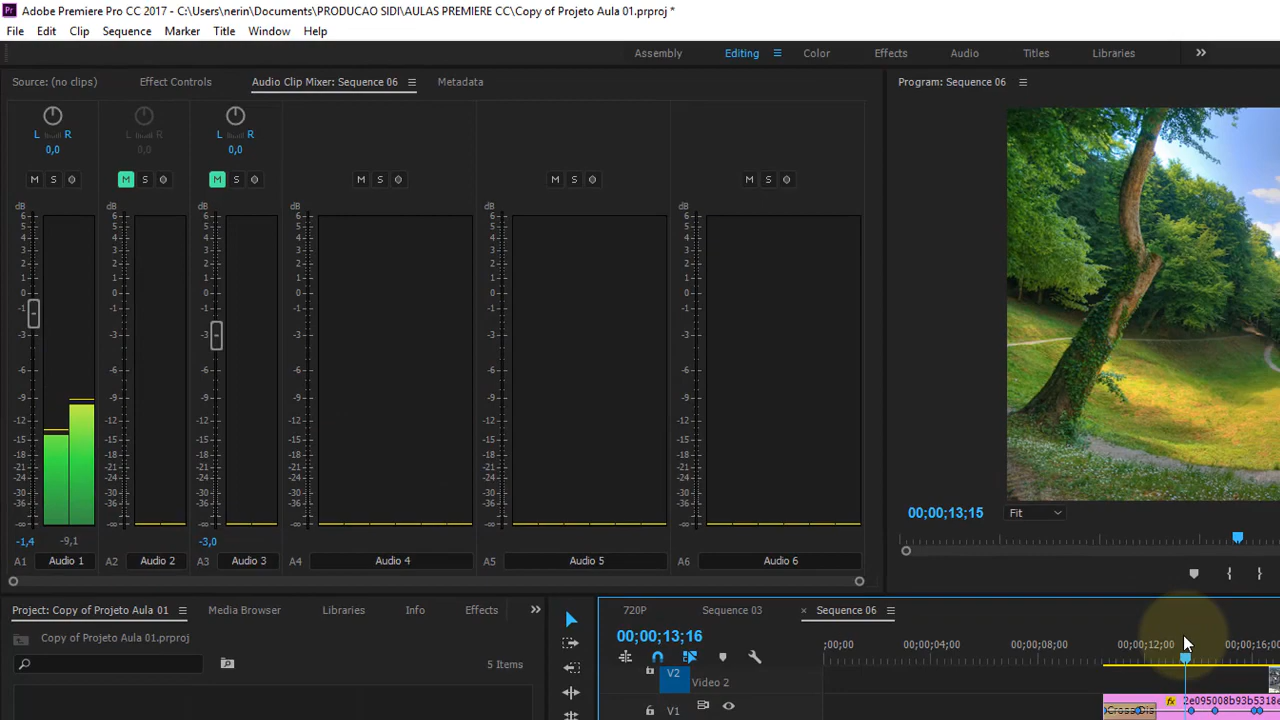 Pr Adobe Premiere Pro CC 2017 - C:\Users\nerin\Documents\PRODUCAO SIDI\AULAS PREMIERE CC\Copy of Projeto Aula 01.prproj *
File Edit Clip Sequence Marker Title Window Help
Assembly Editing Color Effects Audio Titles Libraries
Source: (no clips) Effect Controls Audio Clip Mixer: Sequence 06 Metadata Program: Sequence 06
L R L R L R
0,0 0,0 0,0
M S M S M S M S M S M S
dB dB dB dB dB dB
6 6 6 6 6 6
5 5 5 5 5 5
4 4 4 4 4 4
3 3 3 3 3 3
2 2 2 2 2 2
1 1 1 1 1 1
0 0 0 0 0 0
-1 -1 -1 -1 -1 -1
-3 -3 -3 -3 -3 -3
-6 -6 -6 -6 -6 -6
-9 -9 -9 -9 -9 -9
-12 -12 -12 -12 -12 -12
-15 -15 -15 -15 -15 -15
-18 -18 -18 -18 -18 -18
-21 -21 -21 -21 -21 -21
-24 -24 -24 -24 -24 -24
-30 -30 -30 -30 -30 -30
-36 -36 -36 -36 -36 -36
-∞ -∞ -∞ -∞ -∞ -∞
00;00;13;15 Fit
-1,4 -9,1 -3,0
A1 Audio 1 A2 Audio 2 A3 Audio 3 A4 Audio 4 A5 Audio 5 A6 Audio 6
Project: Copy of Projeto Aula 01 Media Browser Libraries Info Effects
720P Sequence 03 × Sequence 06
Copy of Projeto Aula 01.prproj
00;00;13;16
;00;00 00;00;04;00 00;00;08;00 00;00;12;00 00;00;16;00
5 Items
V2 Video 2
V1
fx 2e095008b93b5318e
Cross Dis